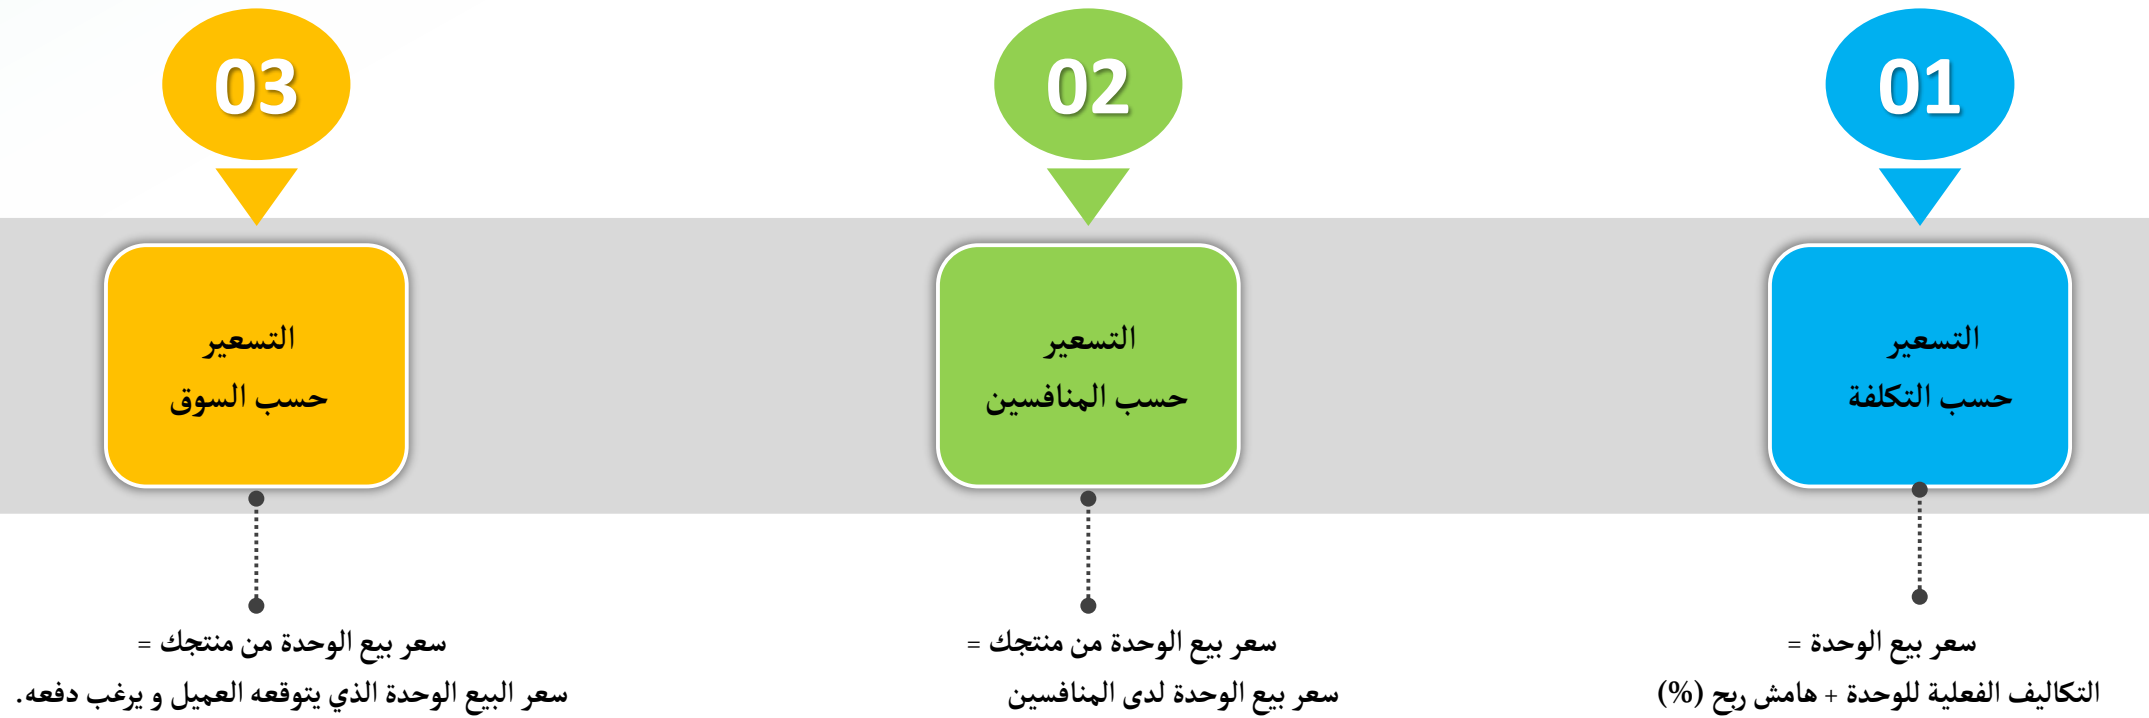 01
التسعير
حسب التكلفة
سعر بيع الوحدة =
التكاليف الفعلية للوحدة + هامش ربح (%)
02
التسعير
حسب المنافسين
سعر بيع الوحدة من منتجك =
سعر بيع الوحدة لدى المنافسين
03
التسعير
حسب السوق
سعر بيع الوحدة من منتجك =
سعر البيع الوحدة الذي يتوقعه العميل و يرغب دفعه.